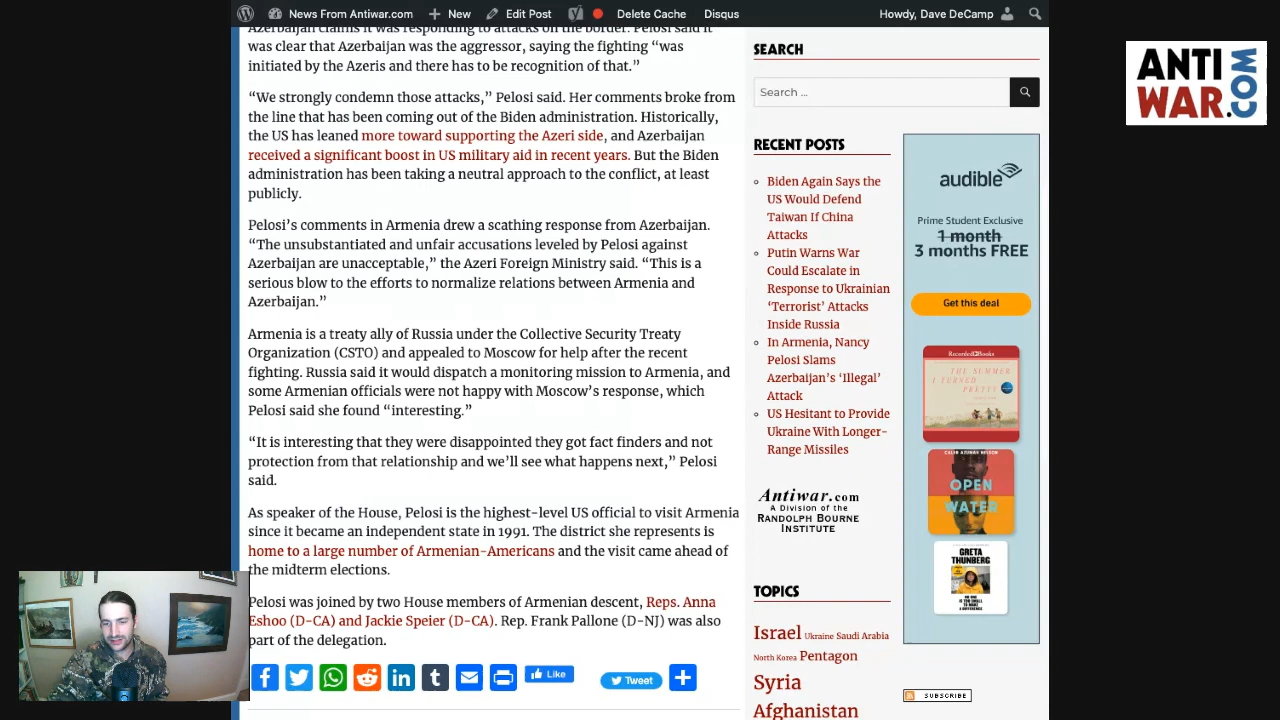 News From Antiwar.com
New
Edit Post
Delete Cache
Disqus
Howdy, Dave DeCamp
Azerbaijan claims it was responding to attacks on the border. Pelosi said it
was clear that Azerbaijan was the aggressor, saying the fighting “was
initiated by the Azeris and there has to be recognition of that.”
“We strongly condemn those attacks,” Pelosi said. Her comments broke from
the line that has been coming out of the Biden administration. Historically,
the US has leaned more toward supporting the Azeri side, and Azerbaijan
received a significant boost in US military aid in recent years. But the Biden
administration has been taking a neutral approach to the conflict, at least
publicly.
Pelosi’s comments in Armenia drew a scathing response from Azerbaijan.
“The unsubstantiated and unfair accusations leveled by Pelosi against
Azerbaijan are unacceptable,” the Azeri Foreign Ministry said. “This is a
serious blow to the efforts to normalize relations between Armenia and
Azerbaijan.”
Armenia is a treaty ally of Russia under the Collective Security Treaty
Organization (CSTO) and appealed to Moscow for help after the recent
fighting. Russia said it would dispatch a monitoring mission to Armenia, and
some Armenian officials were not happy with Moscow’s response, which
Pelosi said she found “interesting.”
“It is interesting that they were disappointed they got fact finders and not
protection from that relationship and we’ll see what happens next,” Pelosi
said.
As speaker of the House, Pelosi is the highest-level US official to visit Armenia
since it became an independent state in 1991. The district she represents is
home to a large number of Armenian-Americans and the visit came ahead of
the midterm elections.
Pelosi was joined by two House members of Armenian descent, Reps. Anna
Eshoo (D-CA) and Jackie Speier (D-CA). Rep. Frank Pallone (D-NJ) was also
part of the delegation.
Like
Tweet
SEARCH
Search ...
RECENT POSTS
Biden Again Says the
US Would Defend
Taiwan If China
Attacks
Putin Warns War
Could Escalate in
Response to Ukrainian
‘Terrorist’ Attacks
Inside Russia
In Armenia, Nancy
Pelosi Slams
Azerbaijan’s ‘Illegal’
Attack
US Hesitant to Provide
Ukraine With Longer-
Range Missiles
Antiwar.com
A Division of the
RANDOLPH BOURNE
INSTITUTE
TOPICS
Israel Ukraine Saudi Arabia
North Korea Pentagon
Syria
Afghanistan
audible
Prime Student Exclusive
1 month
3 months FREE
Get this deal
Recorded Books
THE SUMMER
I TURNED
PRETTY
CALEB AZUMAH NELSON
OPEN
WATER
GRETA
THUNBERG
SUBSCRIBE
ANTI
WAR.COM